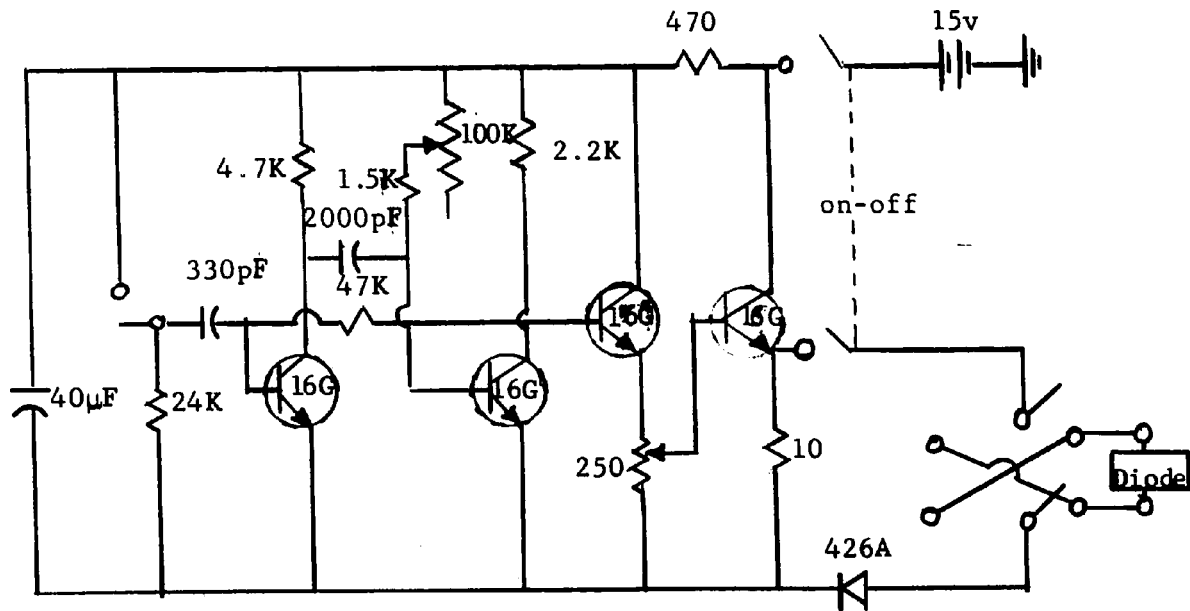 470
15v
4.7K
1.5K
100K
2.2K
on-off
2000pF
330pF
47K
16G
16G
16G
16G
40µF
24K
250
10
Diode
426A